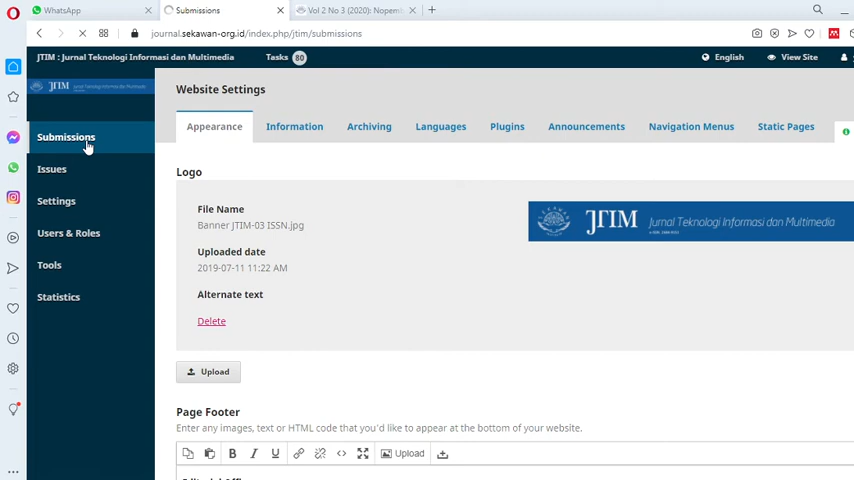 WhatsApp
Submissions
Vol 2 No 3 (2020): Nopemb
journal.sekawan-org.id/index.php/jtim/submissions
JTIM : Jurnal Teknologi Informasi dan Multimedia
Tasks 80
English
View Site
JTIM
Submissions
Issues
Settings
Users & Roles
Tools
Statistics
Website Settings
Appearance
Information
Archiving
Languages
Plugins
Announcements
Navigation Menus
Static Pages
Logo
File Name
Banner JTIM-03 ISSN.jpg
Uploaded date
2019-07-11 11:22 AM
Alternate text
Delete
SEKAWAN
JTIM Jurnal Teknologi Informasi dan Multimedia
Upload
Page Footer
Enter any images, text or HTML code that you'd like to appear at the bottom of your website.
B I U Upload